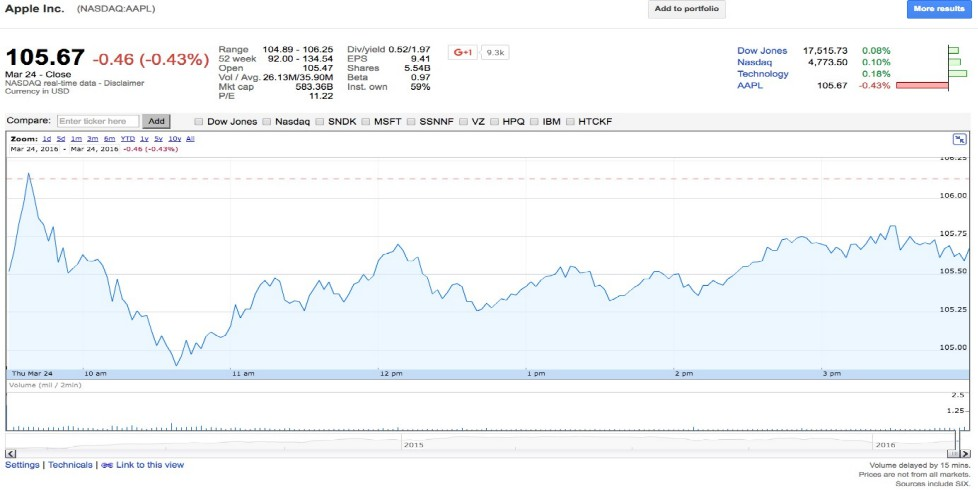 Apple Inc. (NASDAQ:AAPL) Add to portfolio More results
105.67 -0.46 (-0.43%)
Mar 24 - Close
NASDAQ real-time data - Disclaimer
Currency in USD
Range 104.89 - 106.25
52 week 92.00 - 134.54
Open 105.47
Vol / Avg. 26.13M/35.90M
Mkt cap 583.36B
P/E 11.22
Div/yield 0.52/1.97
EPS 9.41
Shares 5.54B
Beta 0.97
Inst. own 59%
G+1 9.3k
Dow Jones 17,515.73 0.08%
Nasdaq 4,773.50 0.10%
Technology 0.18%
AAPL 105.67 -0.43%
Compare: Enter ticker here Add Dow Jones Nasdaq SNDK MSFT SSNNF VZ HPQ IBM HTCKF
Zoom: 1d 5d 1m 3m 6m YTD 1y 5y 10y All
Mar 24, 2016 - Mar 24, 2016 -0.46 (-0.43%)
106.25
106.00
105.75
105.50
105.25
105.00
Thu Mar 24 10 am 11 am 12 pm 1 pm 2 pm 3 pm
Volume (mil / 2min)
2.5
1.25
2015 2016
Settings | Technicals | Link to this view
Volume delayed by 15 mins.
Prices are not from all markets.
Sources include SIX.